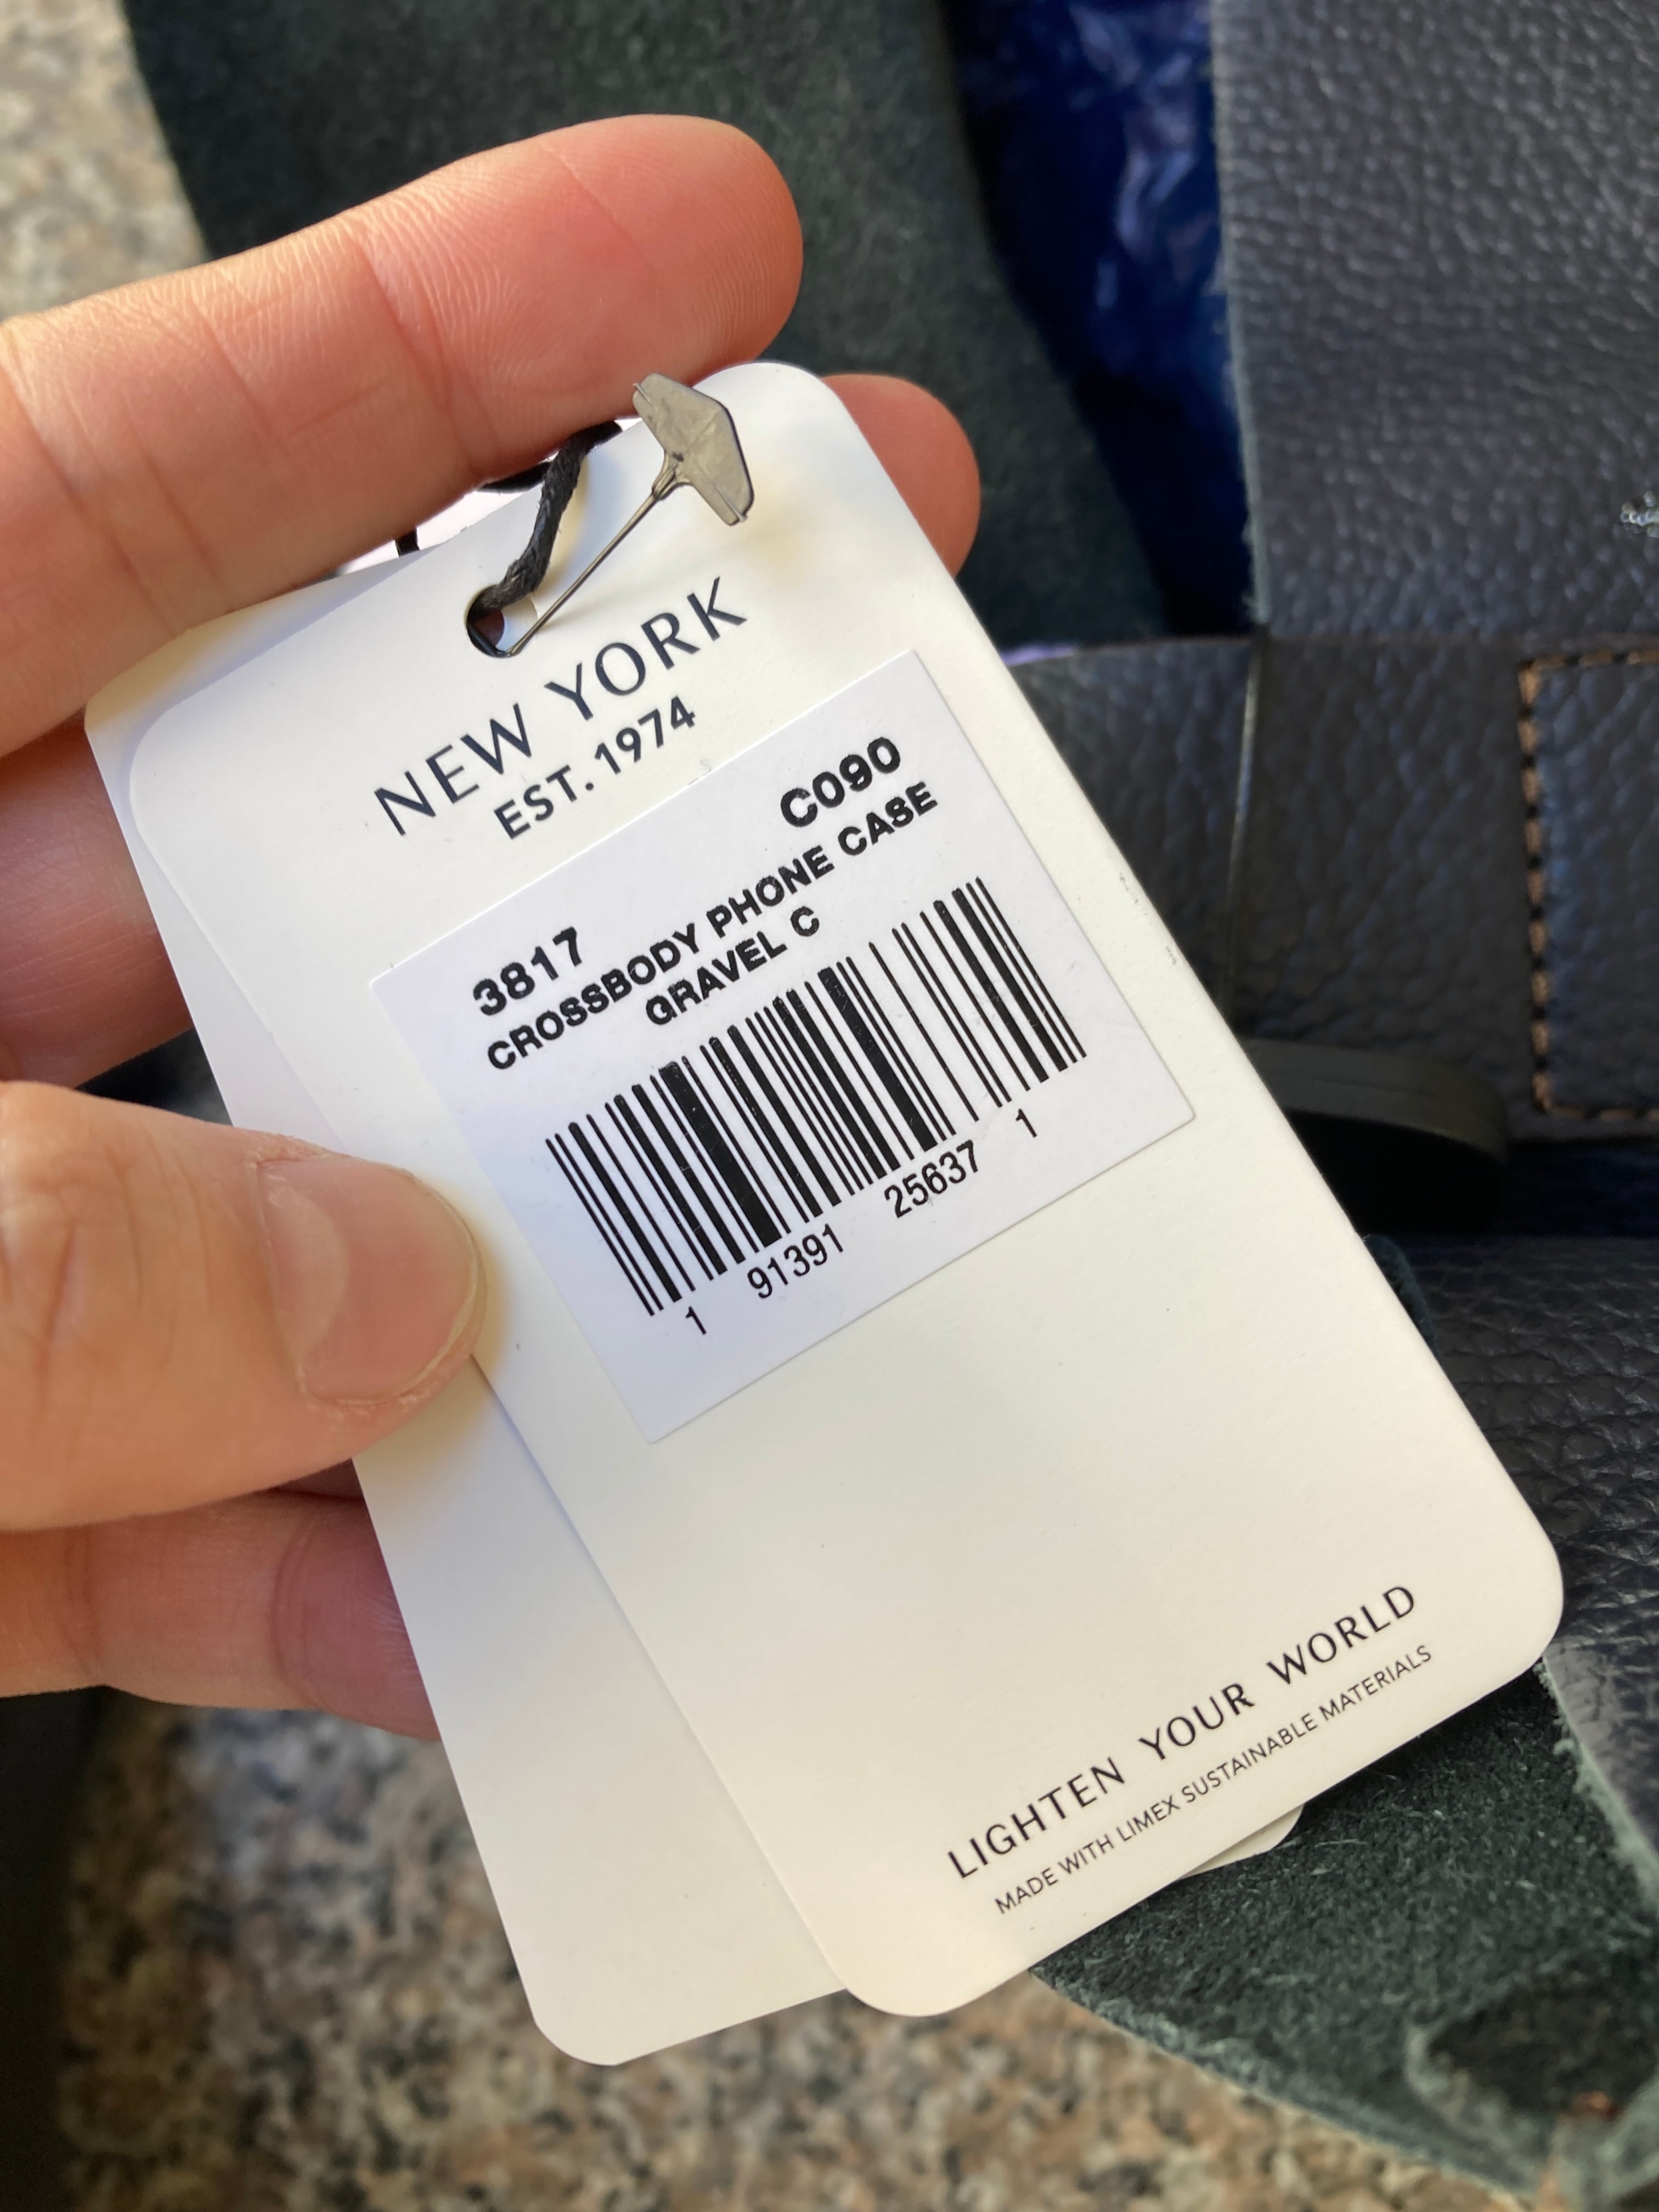 NEW YORK
EST. 1974
3817 C090
CROSSBODY PHONE CASE
GRAVEL C
1 91391 25637 1
LIGHTEN YOUR WORLD
MADE WITH LIMEX SUSTAINABLE MATERIALS